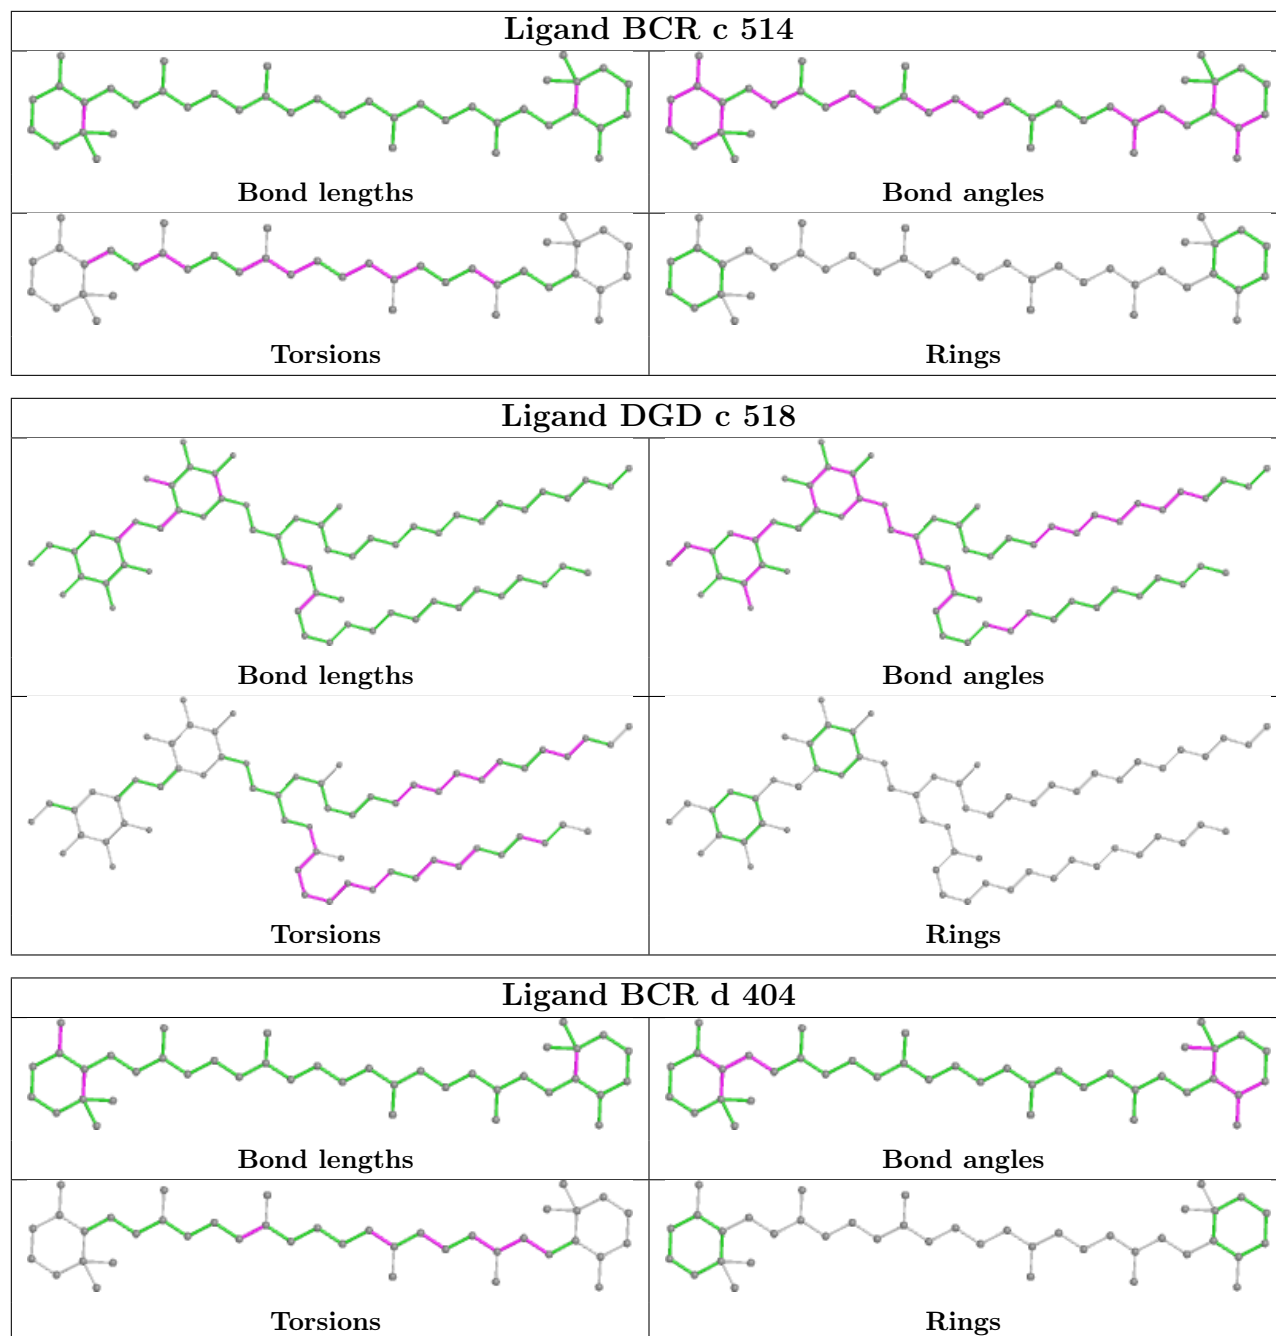 Ligand BCR c 514
Bond lengths
Bond angles
Torsions
Rings
Ligand DGD c 518
Bond lengths
Bond angles
Torsions
Rings
Ligand BCR d 404
Bond lengths
Bond angles
Torsions
Rings